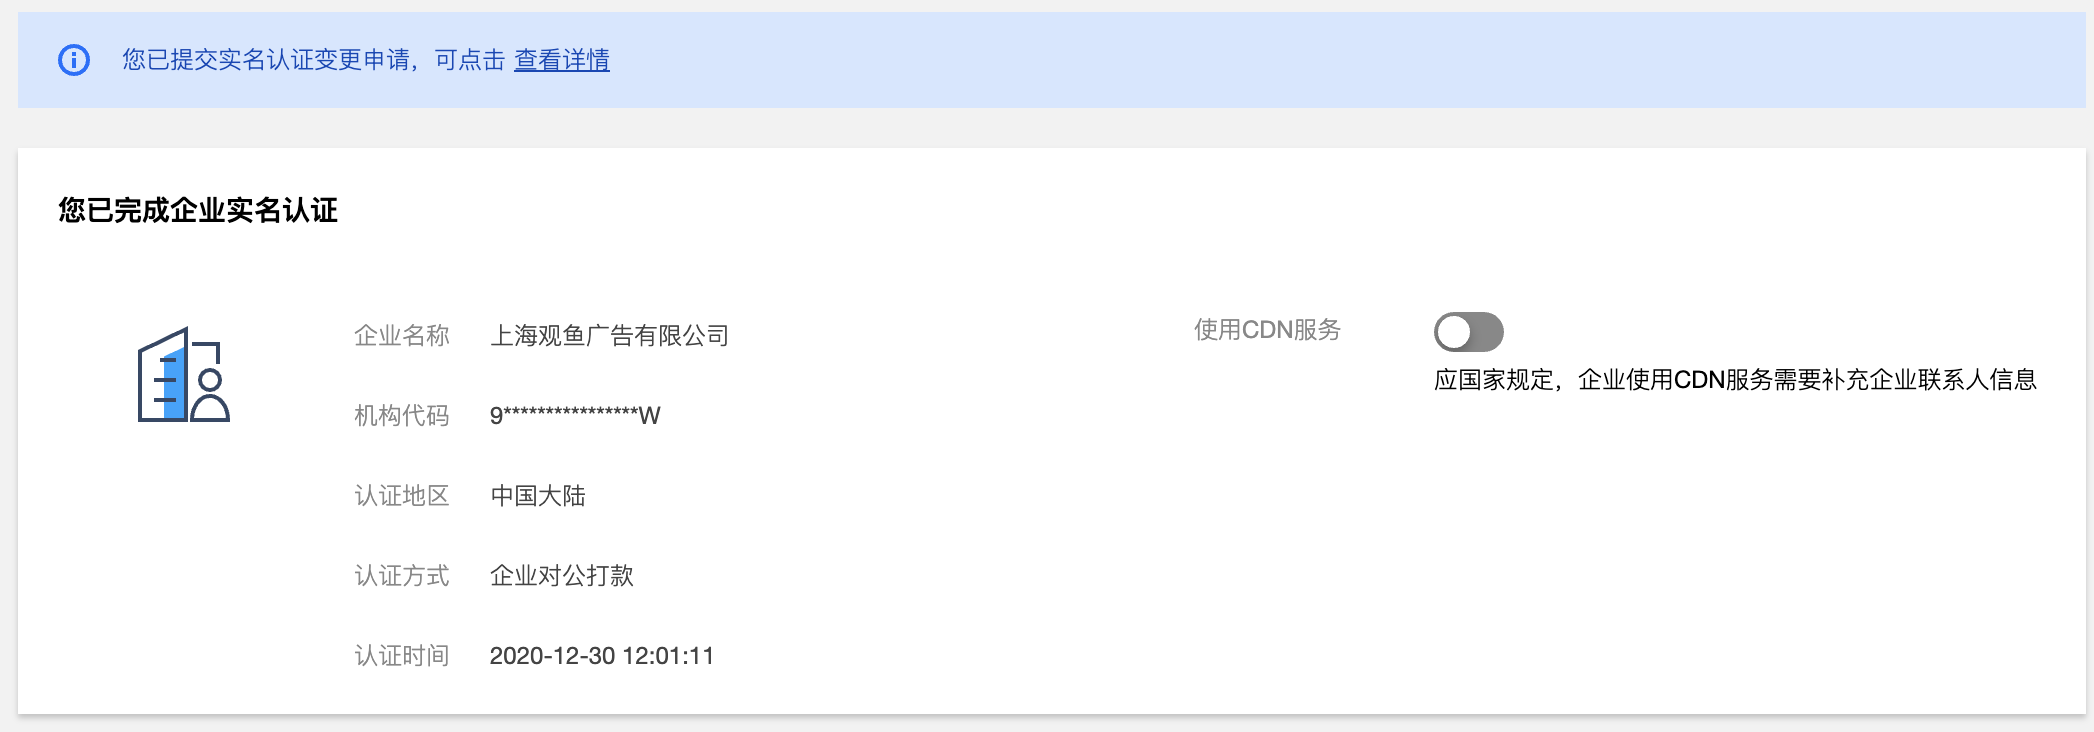 您已提交实名认证变更申请，可点击 查看详情
您已完成企业实名认证
企业名称 上海观鱼广告有限公司
机构代码 9****************W
认证地区 中国大陆
认证方式 企业对公打款
认证时间 2020-12-30 12:01:11
使用CDN服务
应国家规定，企业使用CDN服务需要补充企业联系人信息